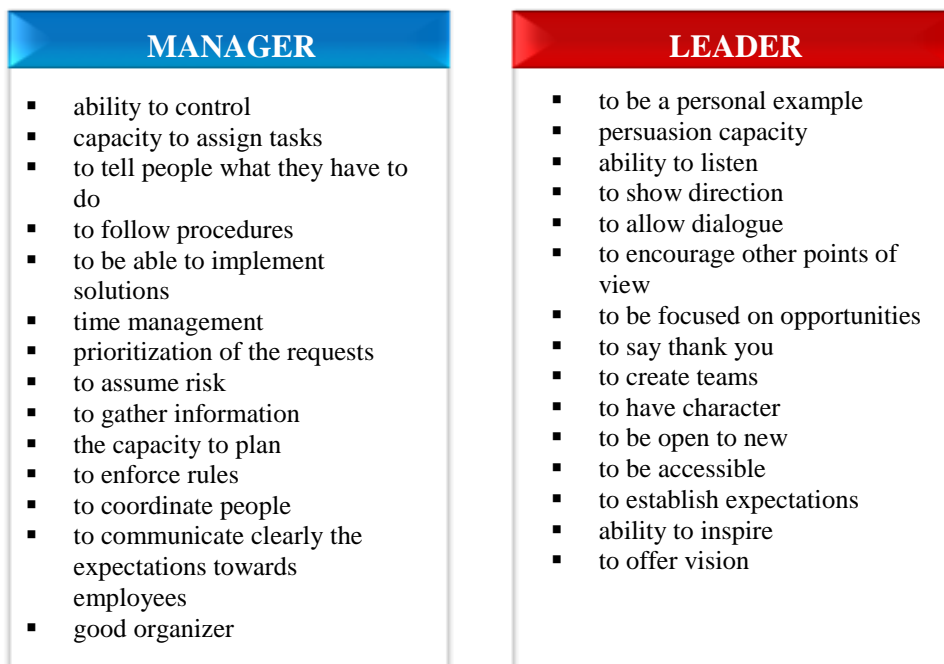 MANAGER
▪ ability to control
▪ capacity to assign tasks
▪ to tell people what they have to
do
▪ to follow procedures
▪ to be able to implement
solutions
▪ time management
▪ prioritization of the requests
▪ to assume risk
▪ to gather information
▪ the capacity to plan
▪ to enforce rules
▪ to coordinate people
▪ to communicate clearly the
expectations towards
employees
▪ good organizer
LEADER
▪ to be a personal example
▪ persuasion capacity
▪ ability to listen
▪ to show direction
▪ to allow dialogue
▪ to encourage other points of
view
▪ to be focused on opportunities
▪ to say thank you
▪ to create teams
▪ to have character
▪ to be open to new
▪ to be accessible
▪ to establish expectations
▪ ability to inspire
▪ to offer vision